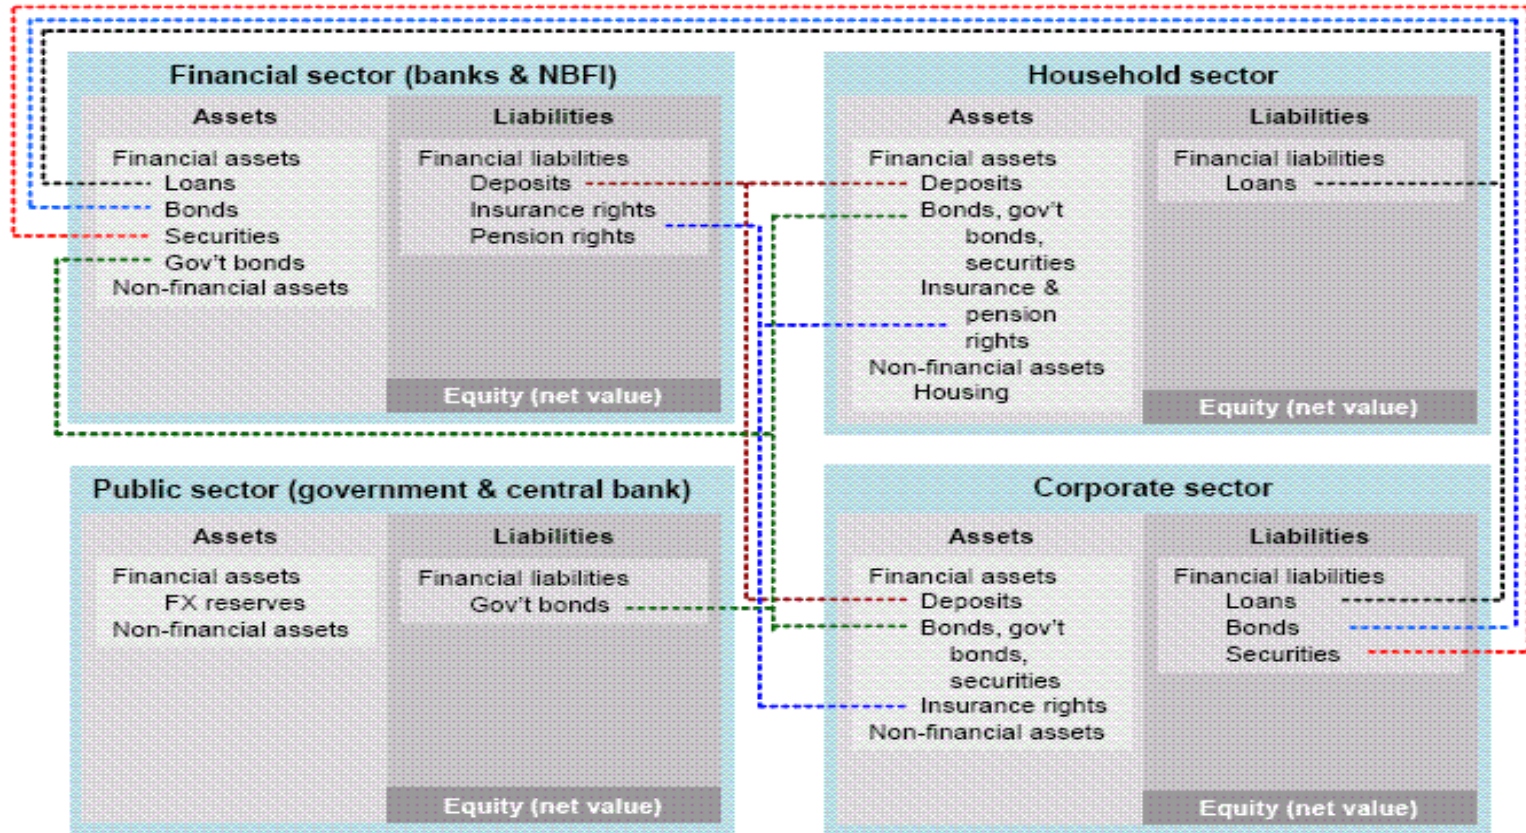 Financial sector (banks & NBFI)
Assets
Financial assets
Loans
Bonds
Securities
Gov't bonds
Non-financial assets
Liabilities
Financial liabilities
Deposits
Insurance rights
Pension rights
Equity (net value)
Household sector
Assets
Financial assets
Deposits
Bonds, gov't
bonds,
securities
Insurance &
pension
rights
Non-financial assets
Housing
Liabilities
Financial liabilities
Loans
Equity (net value)
Public sector (government & central bank)
Assets
Financial assets
FX reserves
Non-financial assets
Liabilities
Financial liabilities
Gov't bonds
Equity (net value)
Corporate sector
Assets
Financial assets
Deposits
Bonds, gov't
bonds,
securities
Insurance rights
Non-financial assets
Liabilities
Financial liabilities
Loans
Bonds
Securities
Equity (net value)